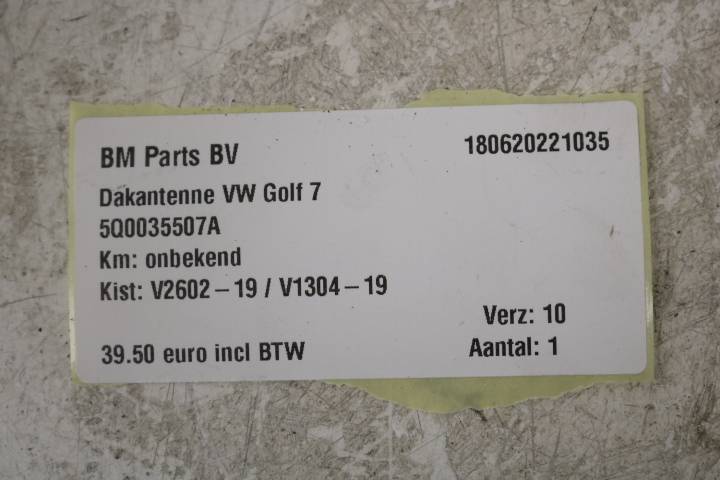 BM Parts BV 180620221035
Dakantenne VW Golf 7
5Q0035507A
Km: onbekend
Kist: V2602-19 / V1304-19
Verz: 10
39.50 euro incl BTW Aantal: 1